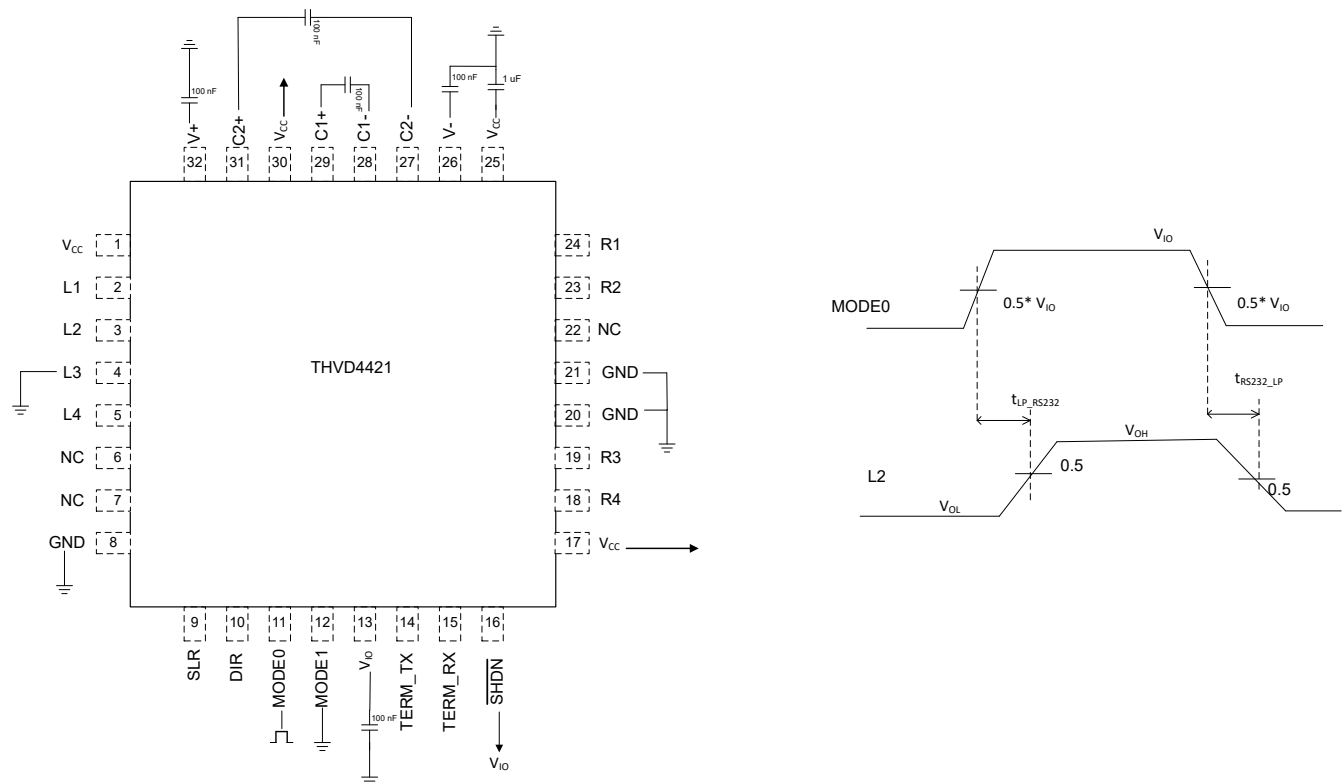 100 nF
100 nF
100 nF
100 nF
1 uF
V+
C2+
VCC
C1+
C1-
C2-
V-
VCC
32
31
30
29
28
27
26
25
VCC 1
L1 2
L2 3
L3 4
L4 5
NC 6
NC 7
GND 8
THVD4421
24 R1
23 R2
22 NC
21 GND
20 GND
19 R3
18 R4
17 VCC
9
10
11
12
13
14
15
16
SLR
DIR
MODE0
MODE1
VIO
TERM_TX
TERM_RX
SHDN
100 nF
VIO
VIO
MODE0
0.5* VIO
0.5* VIO
tLP_RS232
tRS232_LP
VOH
L2
0.5
0.5
VOL